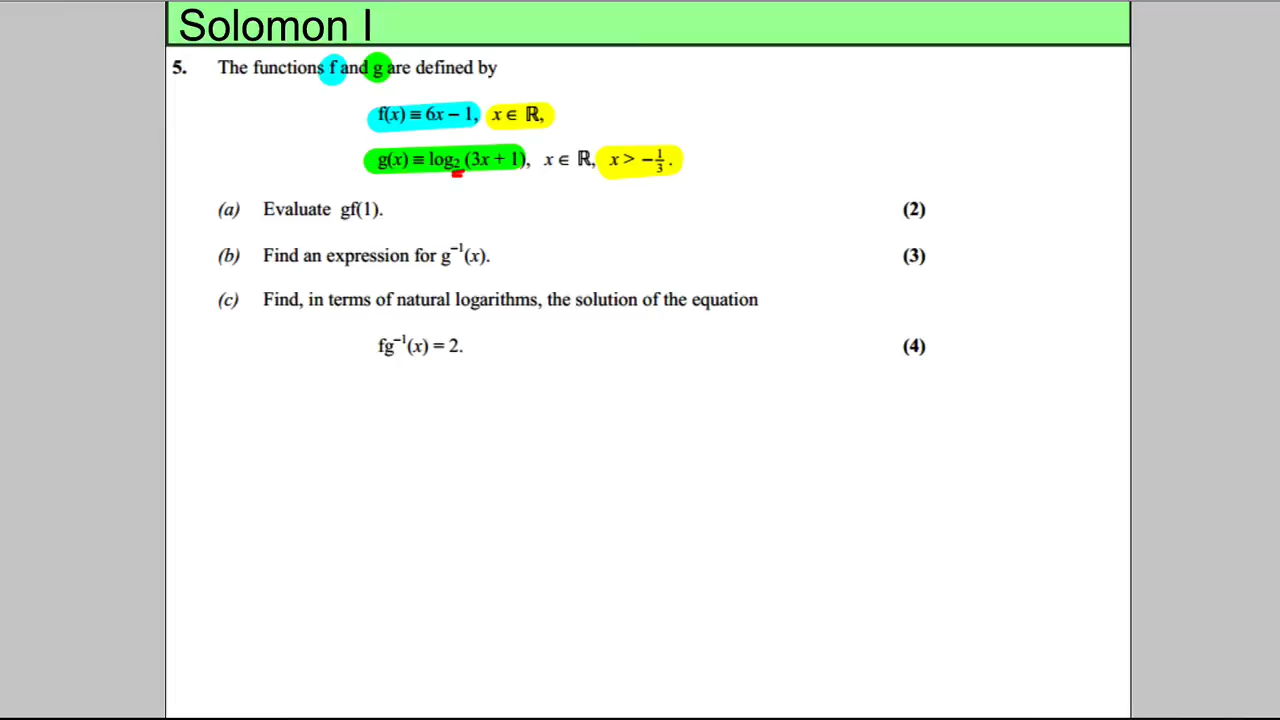 Solomon I
5. The functions f and g are defined by
f(x) ≡ 6x – 1, x ∈ ℝ,
g(x) ≡ log₂ (3x + 1), x ∈ ℝ, x > –1/3 .
(a) Evaluate gf(1). (2)
(b) Find an expression for g⁻¹(x). (3)
(c) Find, in terms of natural logarithms, the solution of the equation
fg⁻¹(x) = 2. (4)